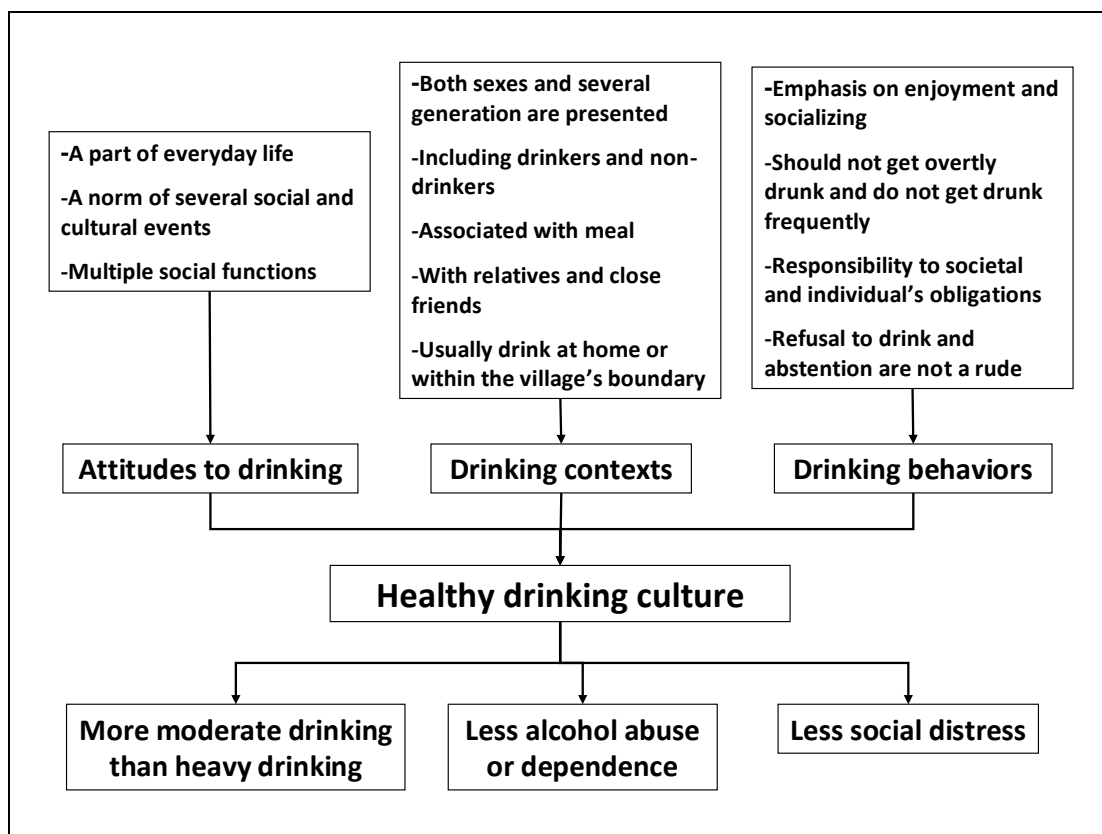 -A part of everyday life
-A norm of several social and
cultural events
-Multiple social functions
-Both sexes and several
generation are presented
-Including drinkers and non-
drinkers
-Associated with meal
-With relatives and close
friends
-Usually drink at home or
within the village’s boundary
-Emphasis on enjoyment and
socializing
-Should not get overtly
drunk and do not get drunk
frequently
-Responsibility to societal
and individual’s obligations
-Refusal to drink and
abstention are not a rude
Attitudes to drinking
Drinking contexts
Drinking behaviors
Healthy drinking culture
More moderate drinking
than heavy drinking
Less alcohol abuse
or dependence
Less social distress